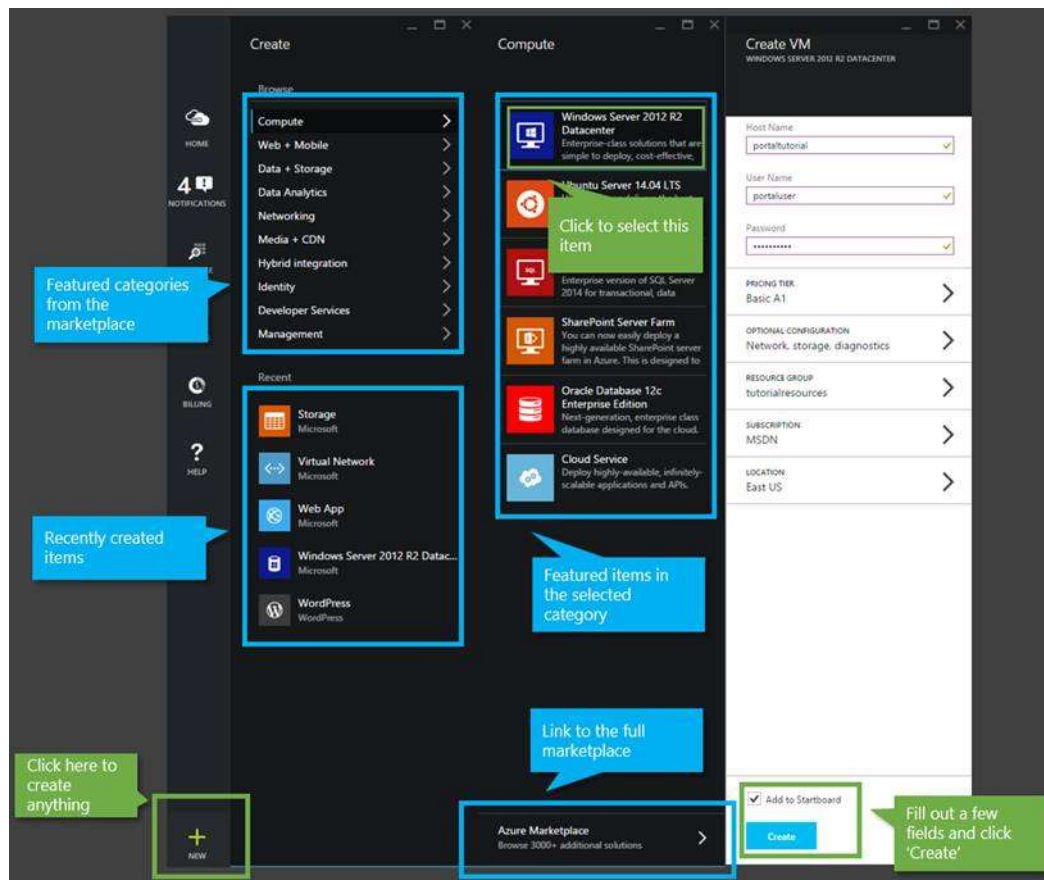 HOME
4
NOTIFICATIONS
BILLING
?
HELP
NEW
Create
Browse
Compute
Web + Mobile
Data + Storage
Data Analytics
Networking
Media + CDN
Hybrid integration
Identity
Developer Services
Management
Recent
Storage
Microsoft
Virtual Network
Microsoft
Web App
Microsoft
Windows Server 2012 R2 Datac...
Microsoft
WordPress
WordPress
Compute
Windows Server 2012 R2
Datacenter
Enterprise-class solutions that are
simple to deploy, cost-effective,
Ubuntu Server 14.04 LTS
SQL
Enterprise version of SQL Server
2014 for transactional, data
SharePoint Server Farm
You can now easily deploy a
highly available SharePoint server
farm in Azure. This is designed to
Oracle Database 12c
Enterprise Edition
Next-generation, enterprise class
database designed for the cloud.
Cloud Service
Deploy highly-available, infinitely-
scalable applications and APIs.
Azure Marketplace
Browse 3000+ additional solutions
Create VM
WINDOWS SERVER 2012 R2 DATACENTER
Host Name
portaltutorial
User Name
portaluser
Password
••••••••••
PRICING TIER
Basic A1
OPTIONAL CONFIGURATION
Network, storage, diagnostics
RESOURCE GROUP
tutorialresources
SUBSCRIPTION
MSDN
LOCATION
East US
Add to Startboard
Create
Featured categories
from the
marketplace
Click to select this
item
Recently created
items
Featured items in
the selected
category
Link to the full
marketplace
Click here to
create
anything
Fill out a few
fields and click
'Create'